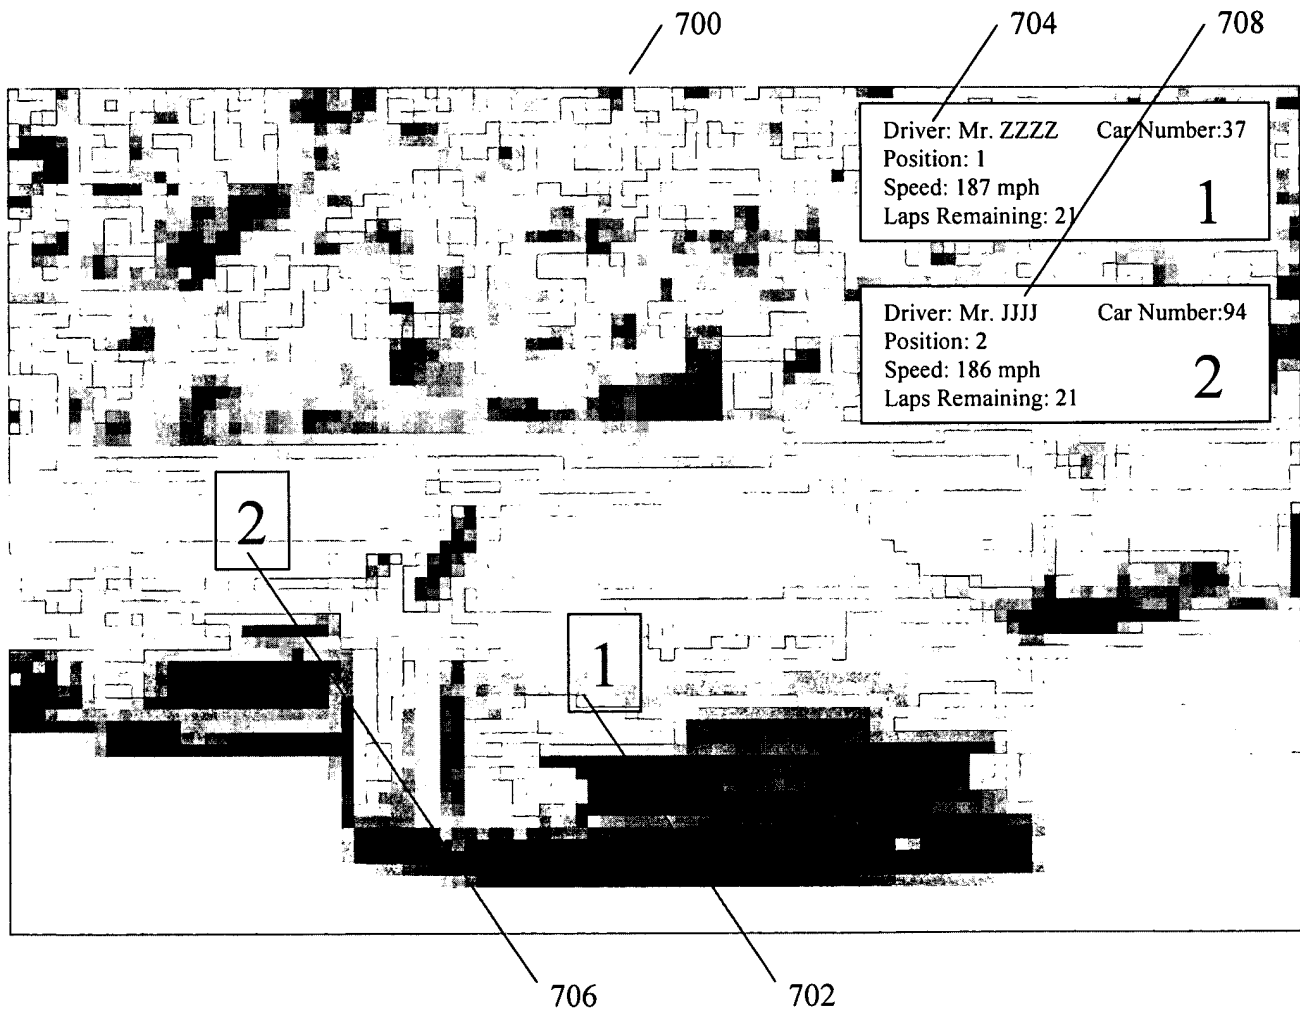 700
704
708
Driver: Mr. ZZZZ Car Number:37
Position: 1
Speed: 187 mph
Laps Remaining: 21
1
Driver: Mr. JJJJ Car Number:94
Position: 2
Speed: 186 mph
Laps Remaining: 21
2
2
1
706
702